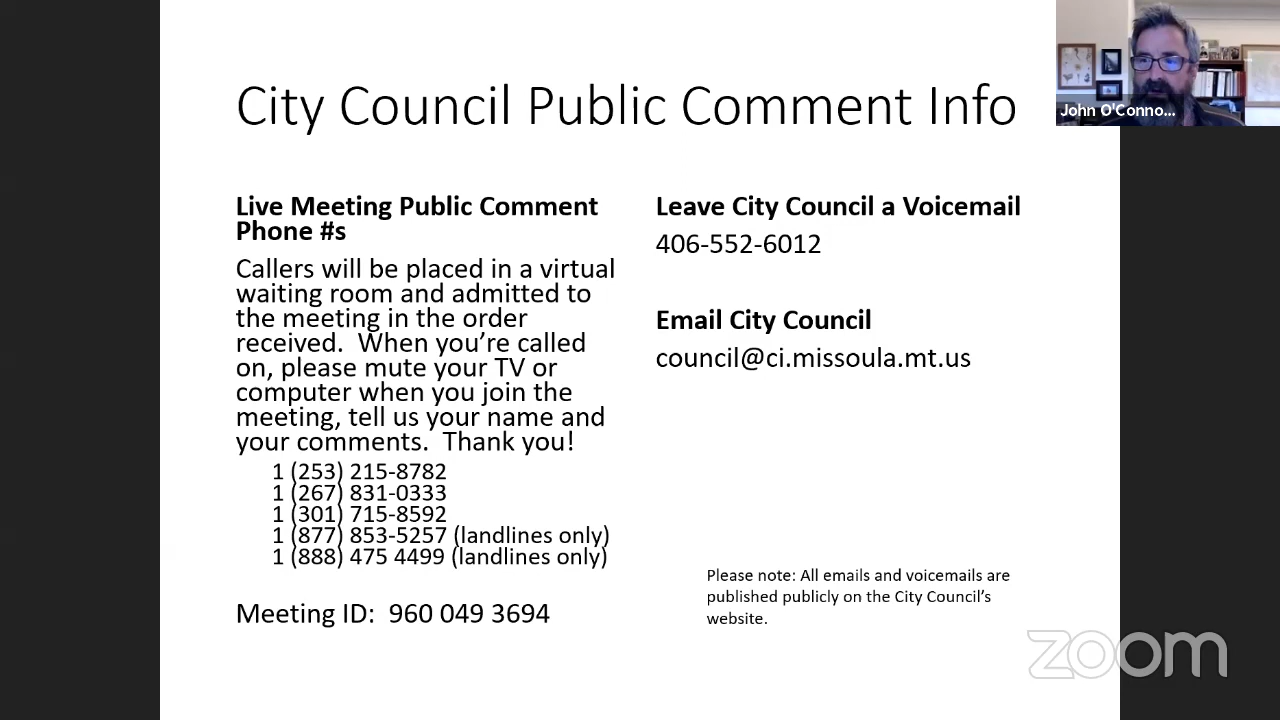 City Council Public Comment Info
John O'Conno...
Live Meeting Public Comment
Phone #s
Callers will be placed in a virtual
waiting room and admitted to
the meeting in the order
received.  When you’re called
on, please mute your TV or
computer when you join the
meeting, tell us your name and
your comments.  Thank you!
1 (253) 215-8782
1 (267) 831-0333
1 (301) 715-8592
1 (877) 853-5257 (landlines only)
1 (888) 475 4499 (landlines only)
Meeting ID:  960 049 3694
Leave City Council a Voicemail
406-552-6012
Email City Council
council@ci.missoula.mt.us
Please note: All emails and voicemails are
published publicly on the City Council’s
website.
zoom